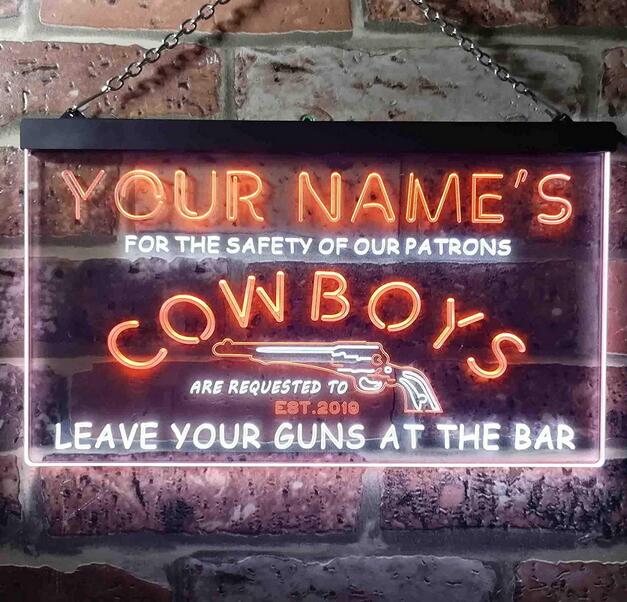 YOUR NAME'S
FOR THE SAFETY OF OUR PATRONS
COWBOYS
ARE REQUESTED TO
EST.2019
LEAVE YOUR GUNS AT THE BAR